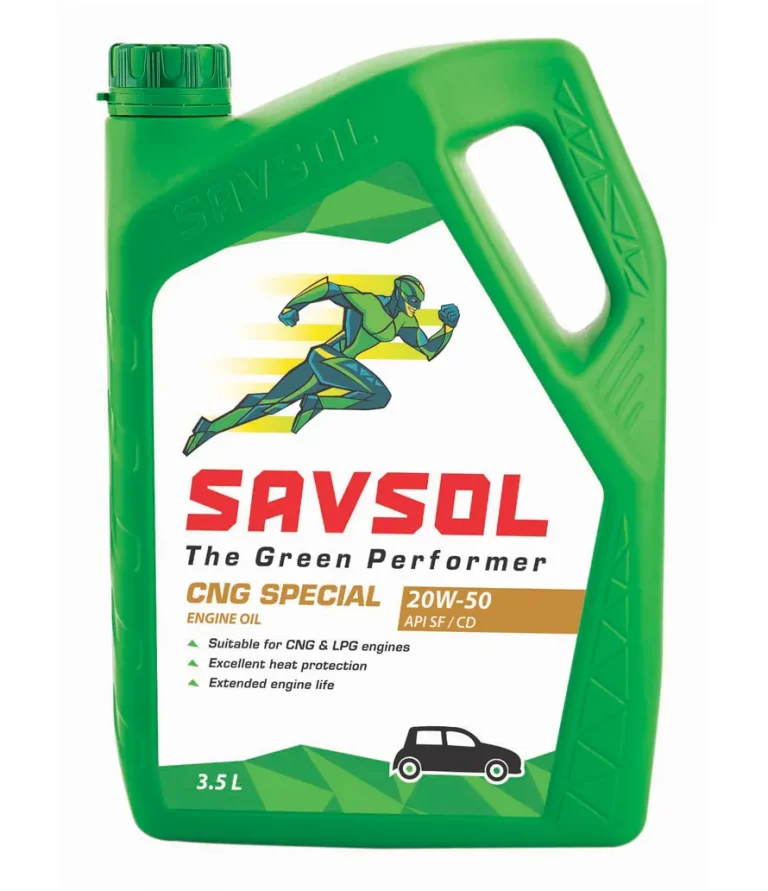 SAVSOL
SAVSOL
The Green Performer
CNG SPECIAL
ENGINE OIL
20W-50
API SF / CD
Suitable for CNG & LPG engines
Excellent heat protection
Extended engine life
3.5 L